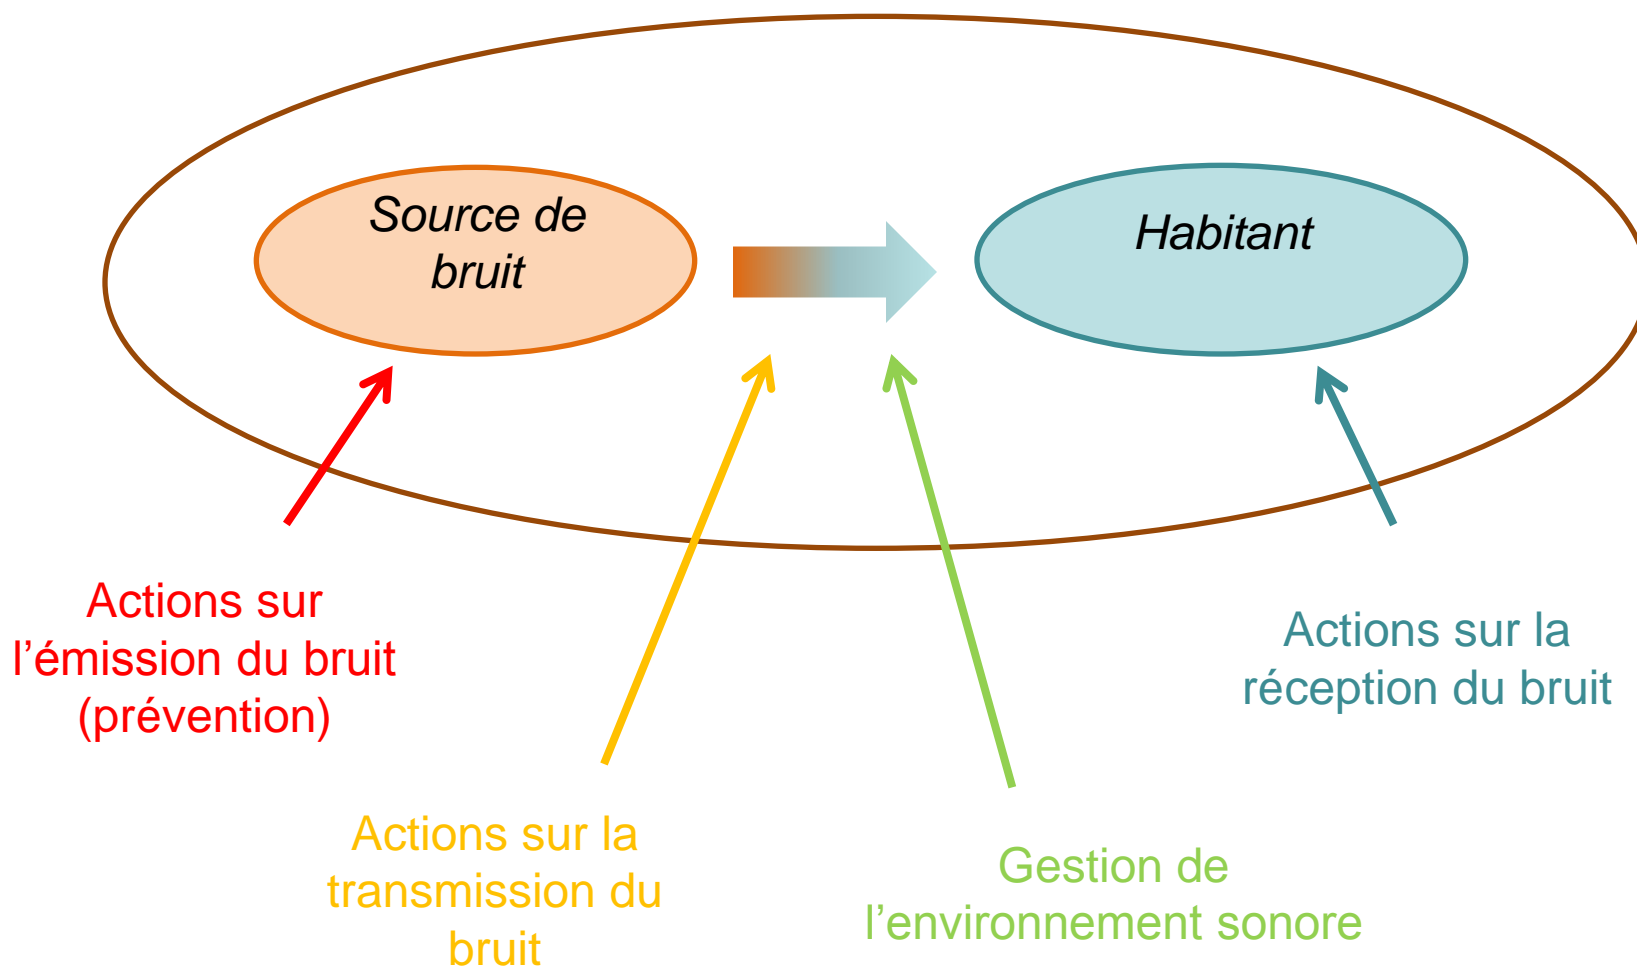 Source de
bruit
Habitant
Actions sur
l’émission du bruit
(prévention)
Actions sur la
transmission du
bruit
Gestion de
l’environnement sonore
Actions sur la
réception du bruit